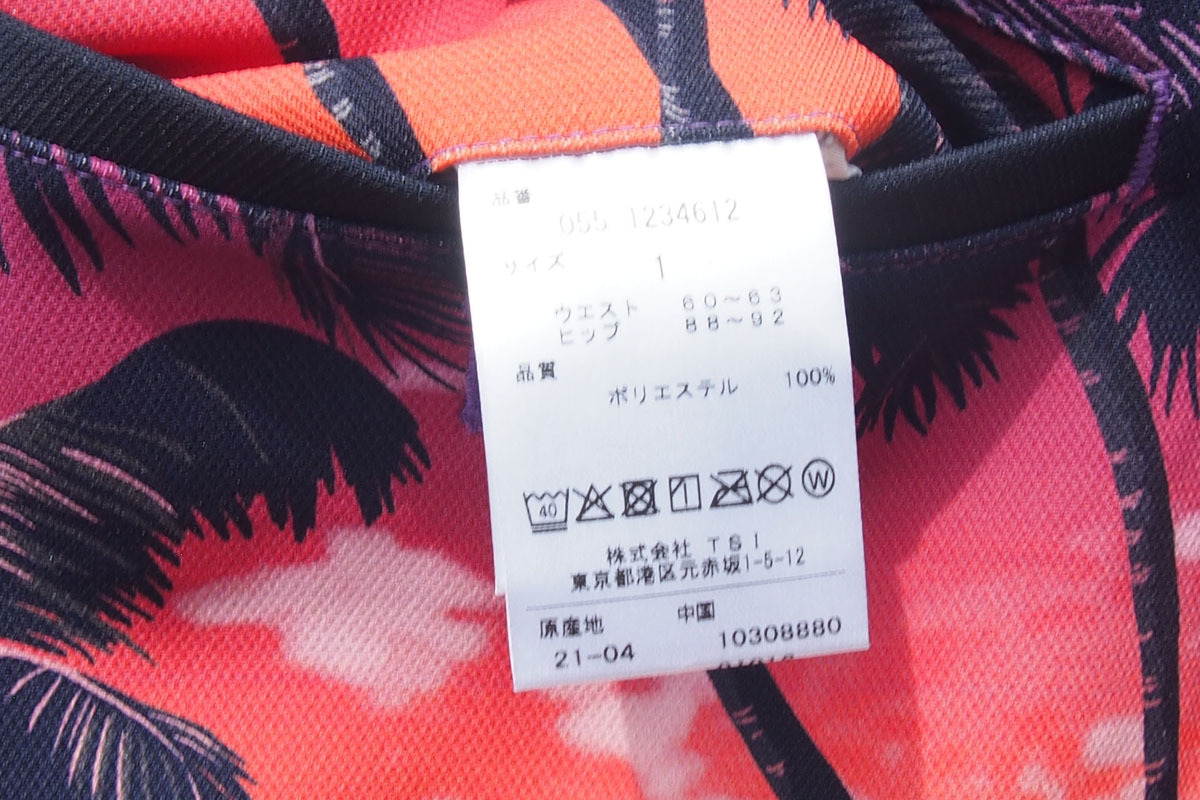 品番
055 1234612
サイズ 1
ウエスト 60～63
ヒップ 88～92
品質
ポリエステル 100%
40
W
株式会社 TSI
東京都港区元赤坂1-5-12
原産地 中国
21-04 10308880